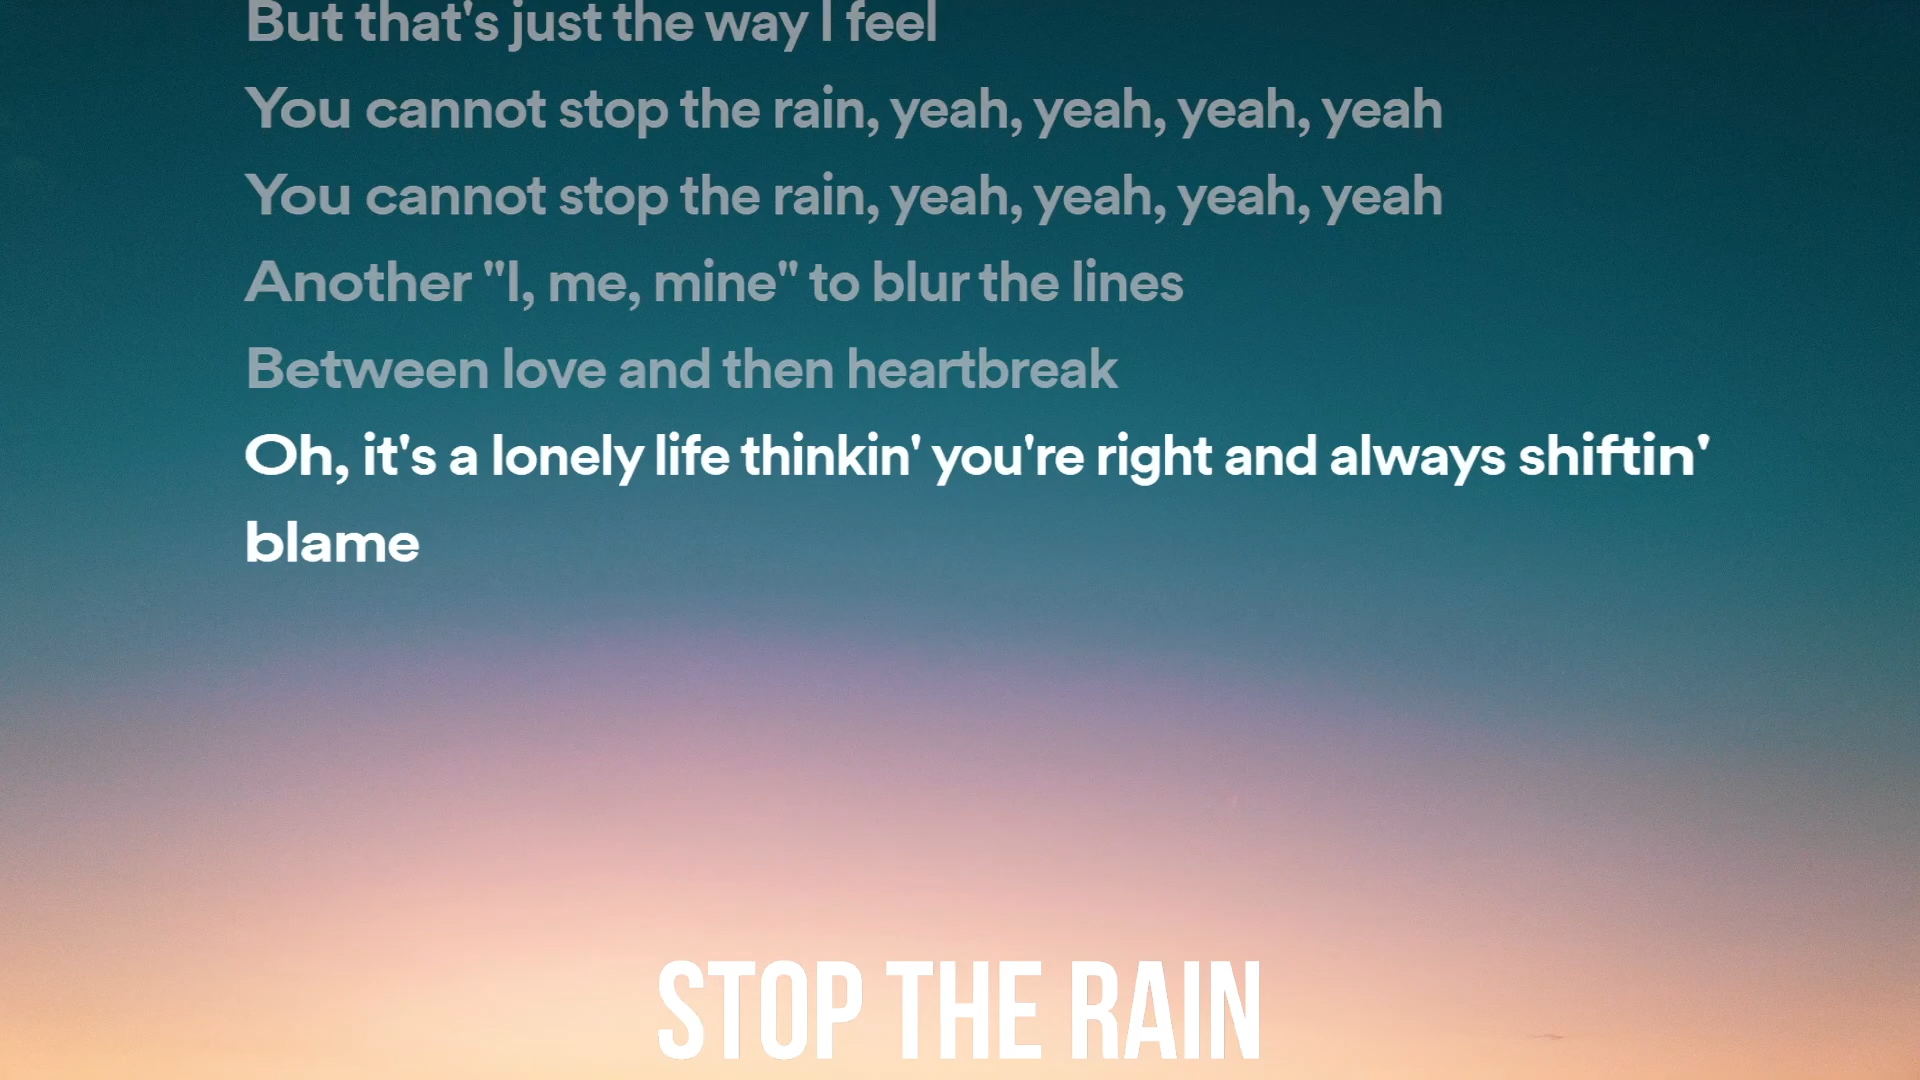 But that's just the way I feel
You cannot stop the rain, yeah, yeah, yeah, yeah
You cannot stop the rain, yeah, yeah, yeah, yeah
Another "I, me, mine" to blur the lines
Between love and then heartbreak
Oh, it's a lonely life thinkin' you're right and always shiftin'
blame
STOP THE RAIN